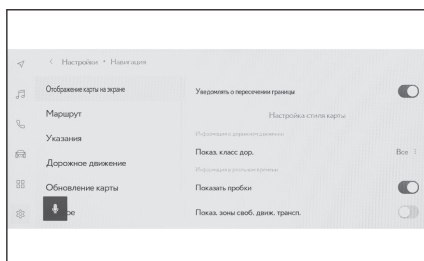 Настройки • Навигация
Отображение карты на экране
Маршрут
Указания
Дорожное движение
Обновление карты
ое
Уведомлять о пересечении границы
Настройка стиля карты
Показ. класс дор.
Все
Показать пробки
Показ. зоны своб. движ. трансп.